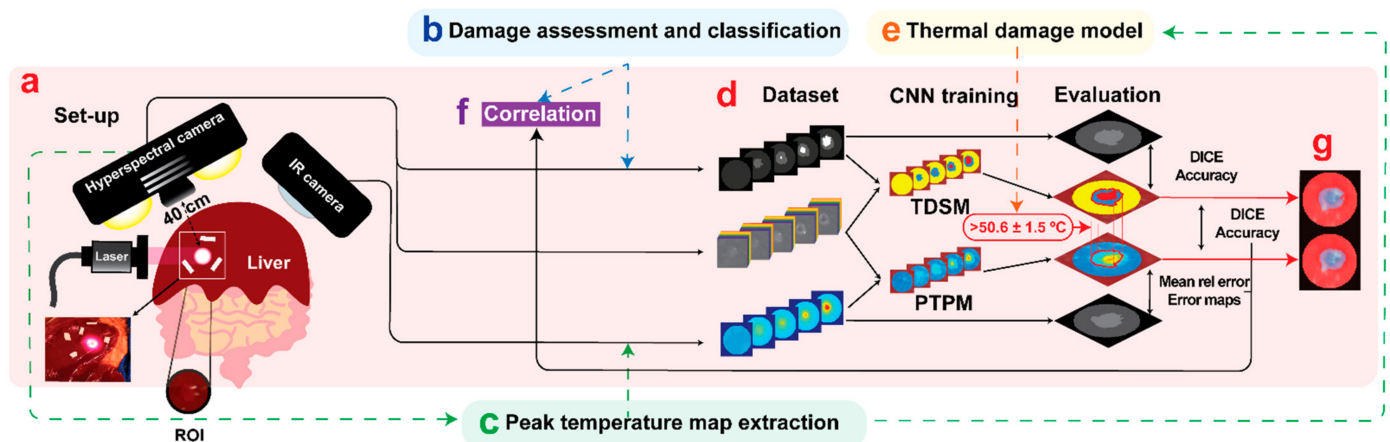 b Damage assessment and classification
e Thermal damage model
a
Set-up
f Correlation
d Dataset
CNN training
Evaluation
g
Hyperspectral camera
IR camera
40 cm
Laser
Liver
TDSM
>50.6 ± 1.5 ºC
PTPM
DICE
Accuracy
DICE
Accuracy
Mean rel error
Error maps
ROI
c Peak temperature map extraction